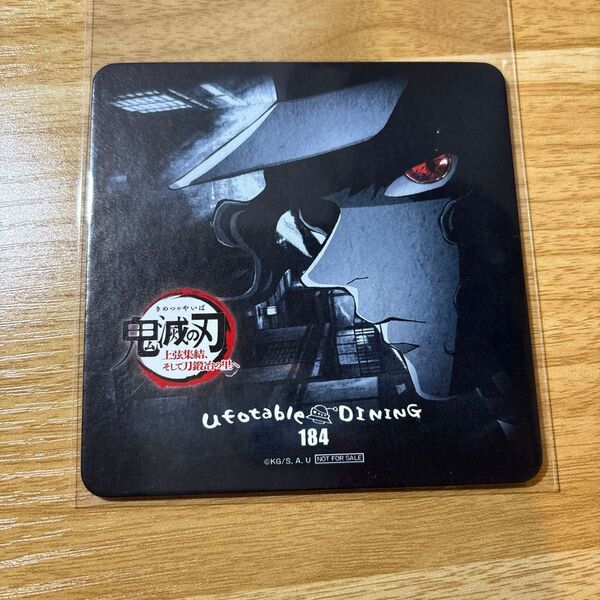 きめつのやいば
鬼滅の刃
上弦集結、
そして刀鍛冶の里へ
ufotable DINING
184
©KG/S, A, U NOT FOR SALE